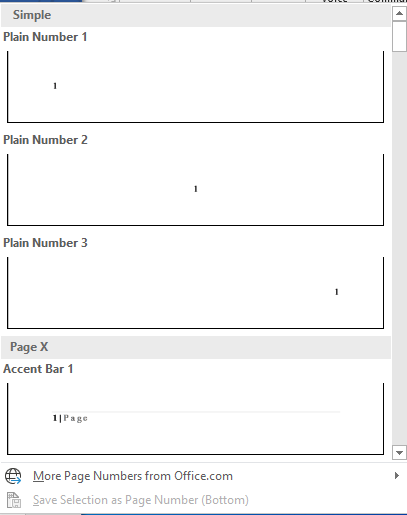 Simple
Plain Number 1
1
Plain Number 2
1
Plain Number 3
1
Page X
Accent Bar 1
1|Page
More Page Numbers from Office.com
Save Selection as Page Number (Bottom)